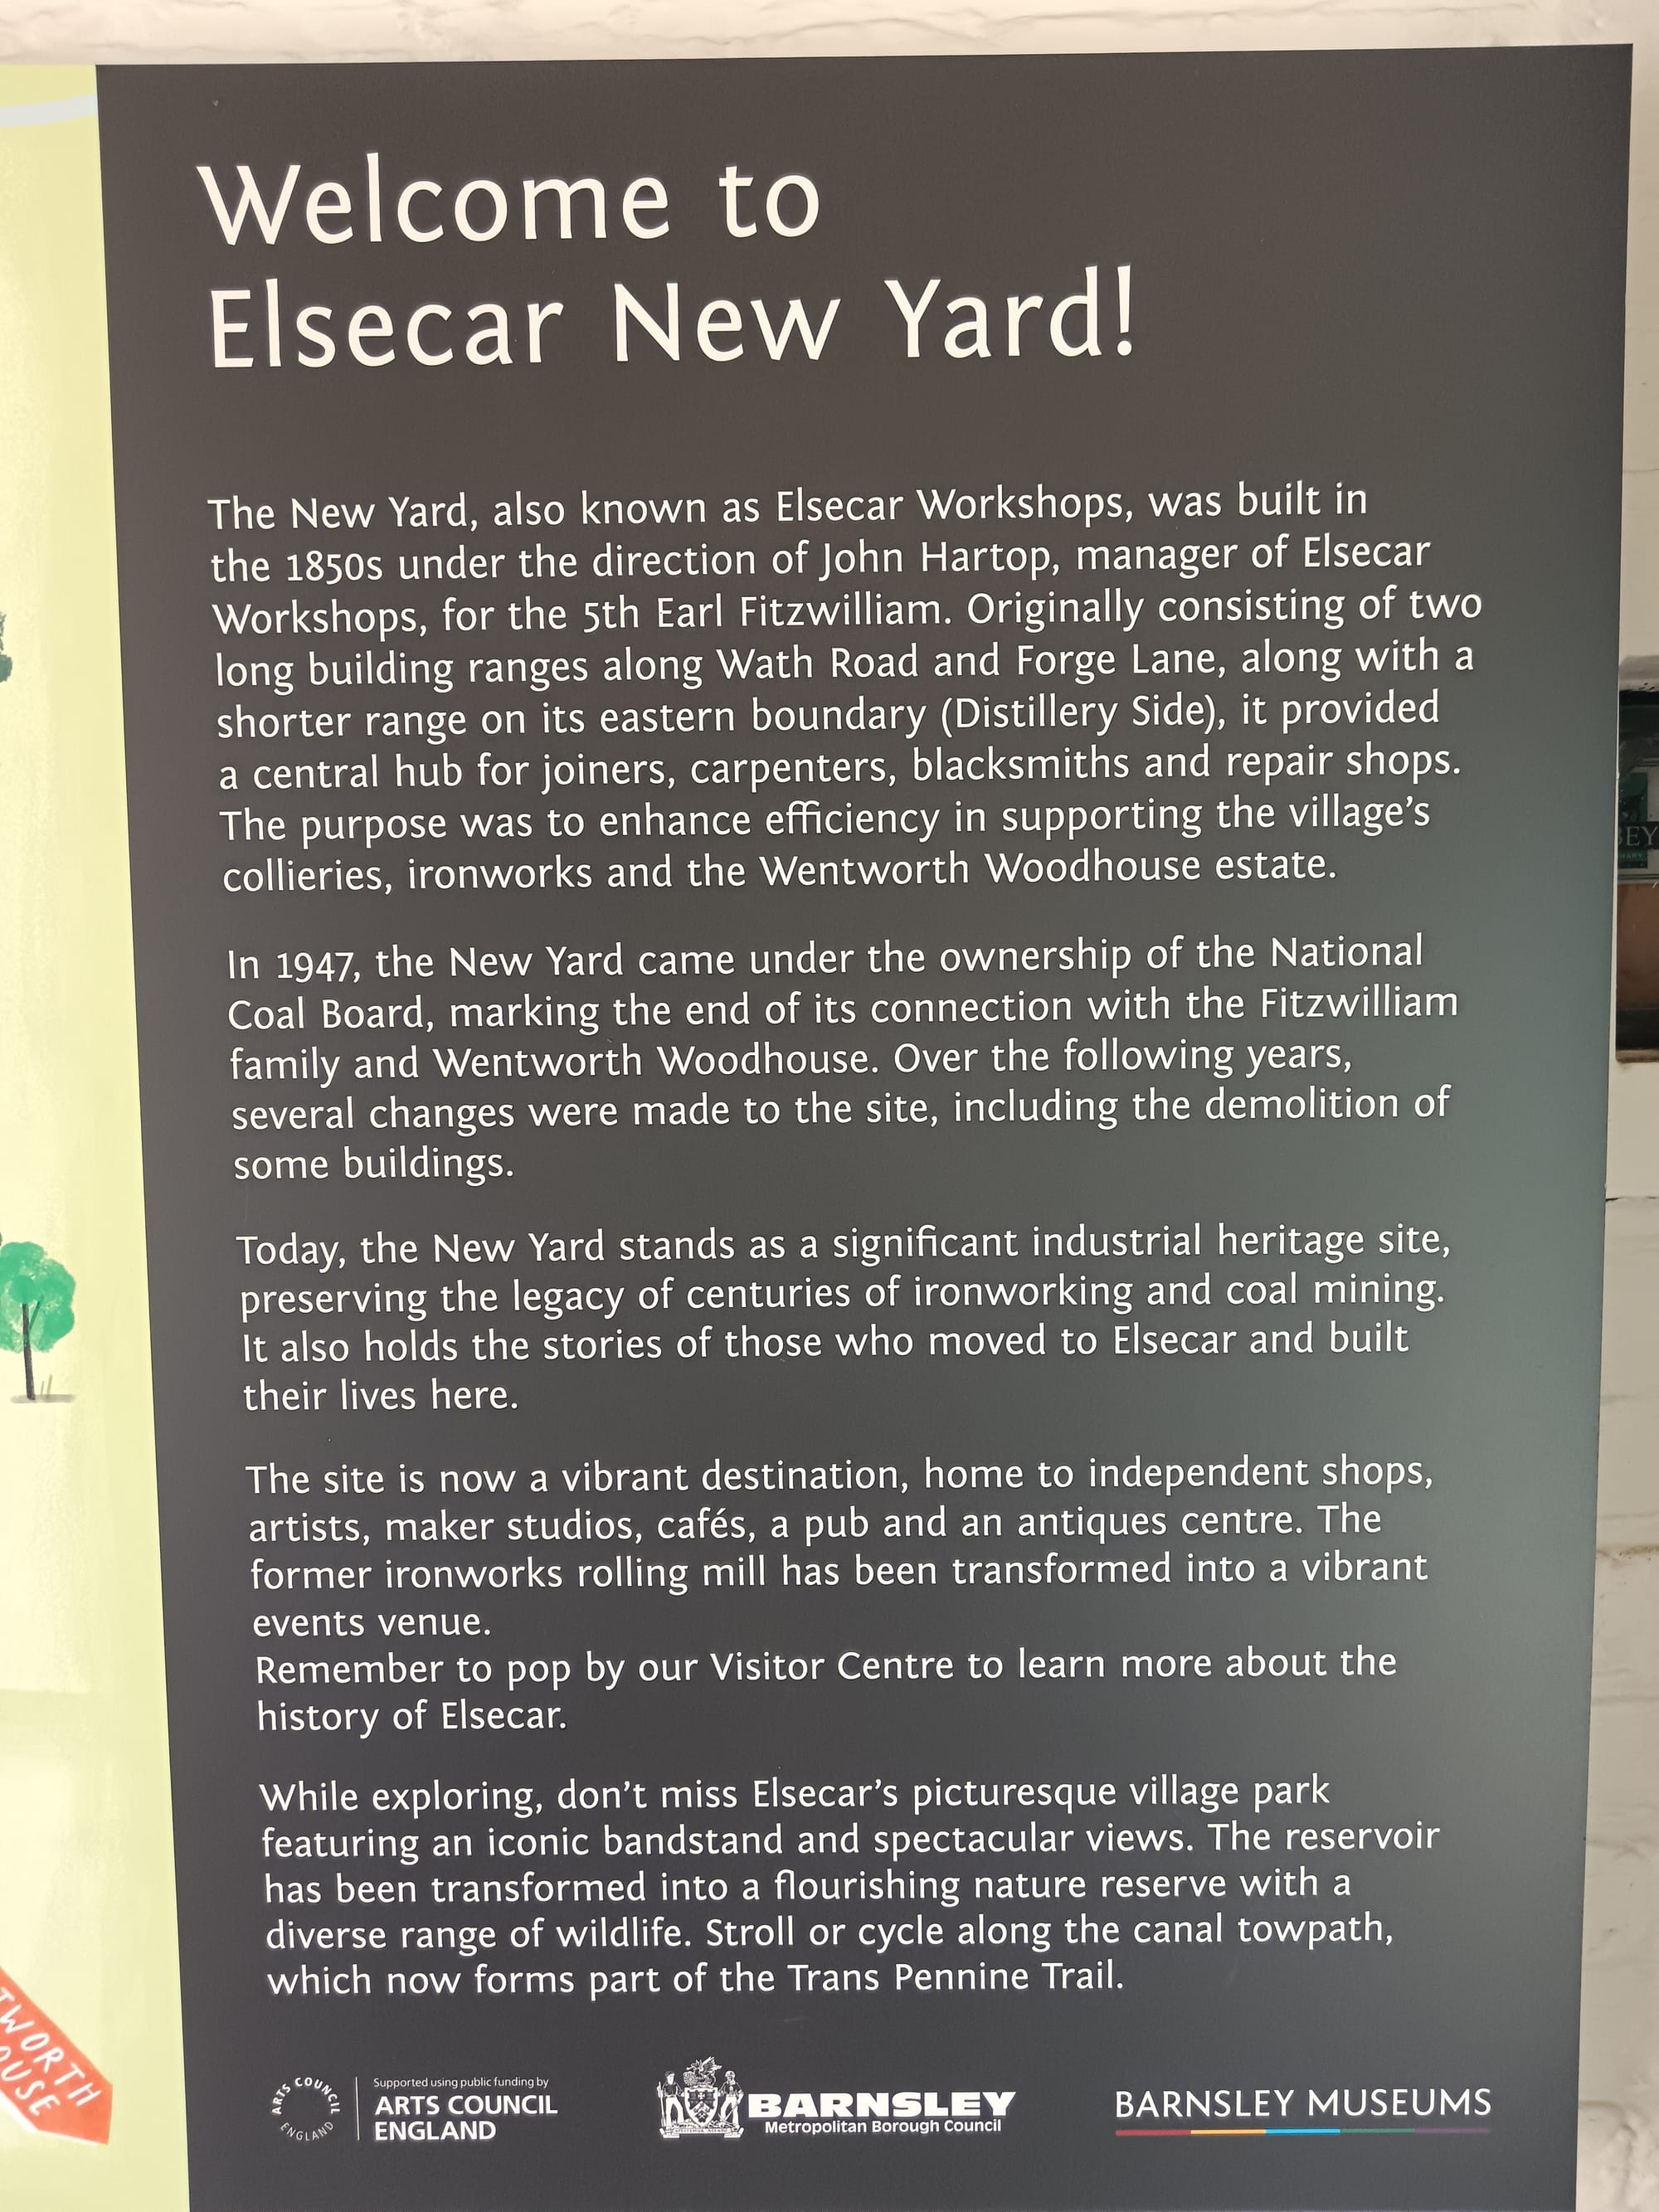 Welcome to
Elsecar New Yard!
The New Yard, also known as Elsecar Workshops, was built in
the 1850s under the direction of John Hartop, manager of Elsecar
Workshops, for the 5th Earl Fitzwilliam. Originally consisting of two
long building ranges along Wath Road and Forge Lane, along with a
shorter range on its eastern boundary (Distillery Side), it provided
a central hub for joiners, carpenters, blacksmiths and repair shops.
The purpose was to enhance efficiency in supporting the village’s
collieries, ironworks and the Wentworth Woodhouse estate.
In 1947, the New Yard came under the ownership of the National
Coal Board, marking the end of its connection with the Fitzwilliam
family and Wentworth Woodhouse. Over the following years,
several changes were made to the site, including the demolition of
some buildings.
Today, the New Yard stands as a significant industrial heritage site,
preserving the legacy of centuries of ironworking and coal mining.
It also holds the stories of those who moved to Elsecar and built
their lives here.
The site is now a vibrant destination, home to independent shops,
artists, maker studios, cafés, a pub and an antiques centre. The
former ironworks rolling mill has been transformed into a vibrant
events venue.
Remember to pop by our Visitor Centre to learn more about the
history of Elsecar.
While exploring, don’t miss Elsecar’s picturesque village park
featuring an iconic bandstand and spectacular views. The reservoir
has been transformed into a flourishing nature reserve with a
diverse range of wildlife. Stroll or cycle along the canal towpath,
which now forms part of the Trans Pennine Trail.
TWORTH
OUSE
ARTS COUNCIL
ENGLAND
Supported using public funding by
ARTS COUNCIL
ENGLAND
BARNSLEY
Metropolitan Borough Council
BARNSLEY MUSEUMS